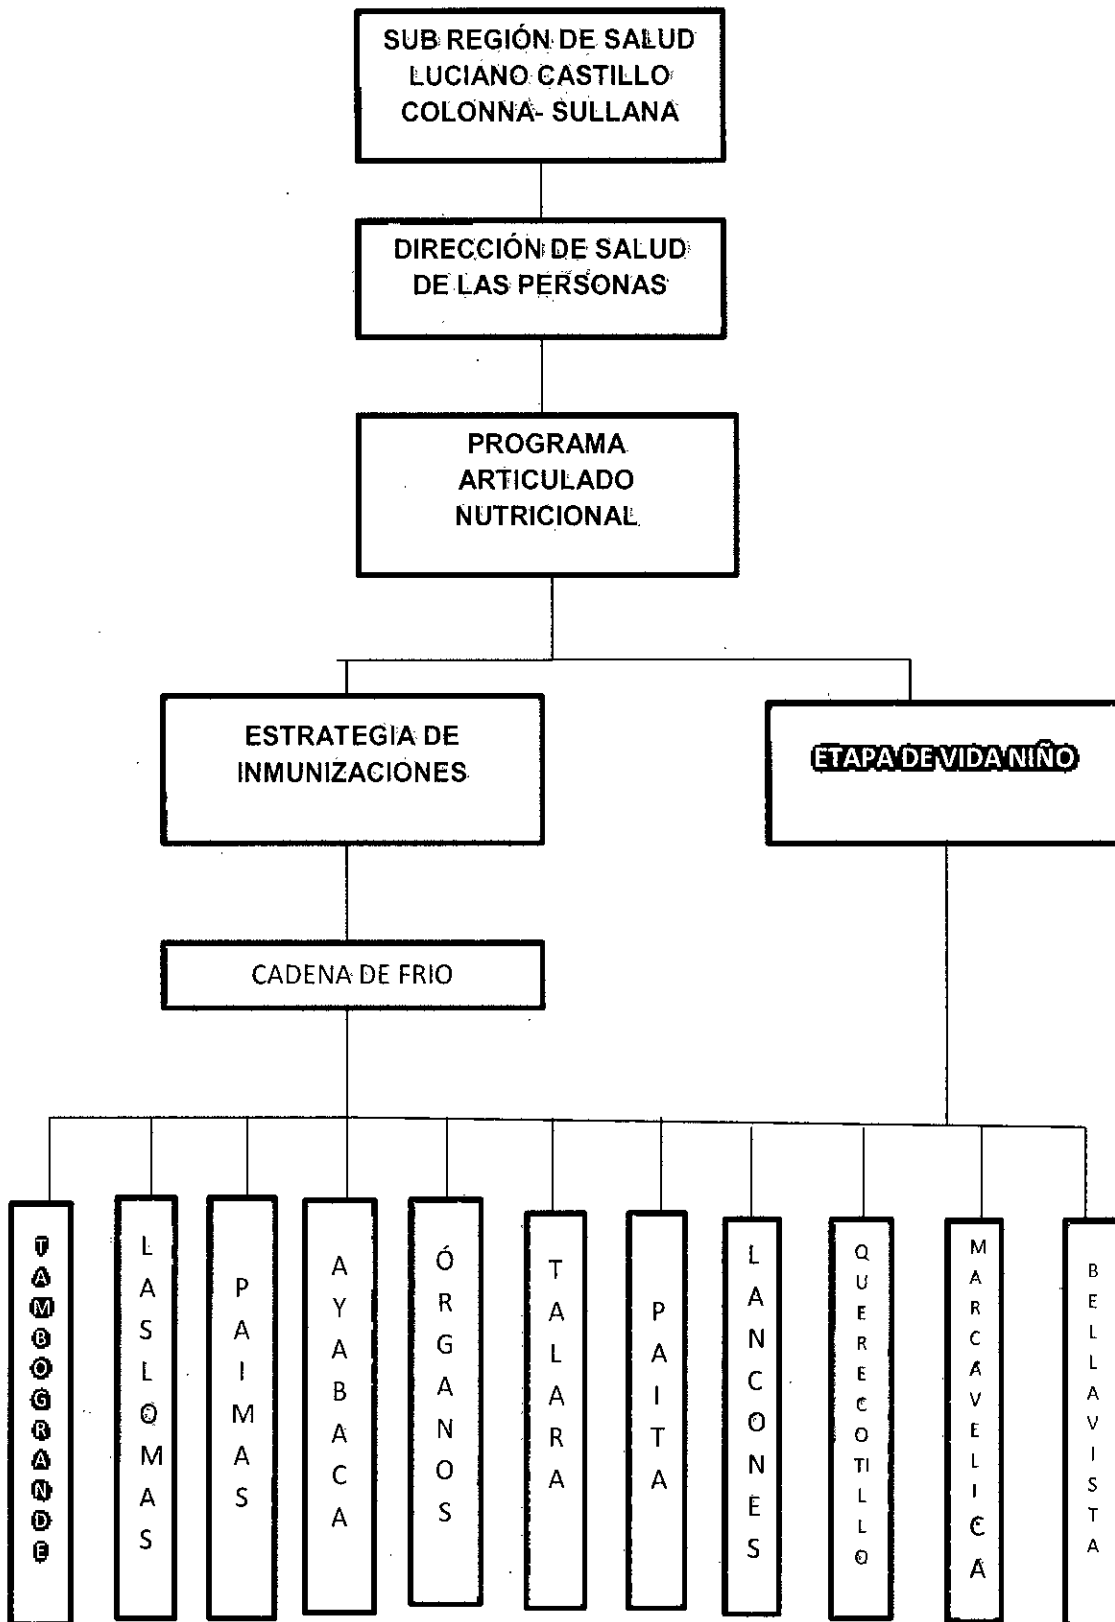 SUB REGIÓN DE SALUD
LUCIANO CASTILLO
COLONNA- SULLANA
DIRECCIÓN DE SALUD
DE LAS PERSONAS
PROGRAMA
ARTICULADO
NUTRICIONAL
ESTRATEGIA DE
INMUNIZACIONES
ETAPA DE VIDA NIÑO
CADENA DE FRIO
TAMBOGRANDE
LAS LOMAS
PAIMAS
AYABACA
ÓRGANOS
TALARA
PAITA
LANCONES
QUERECOTILLO
MARCAVELICA
BELLAVISTA